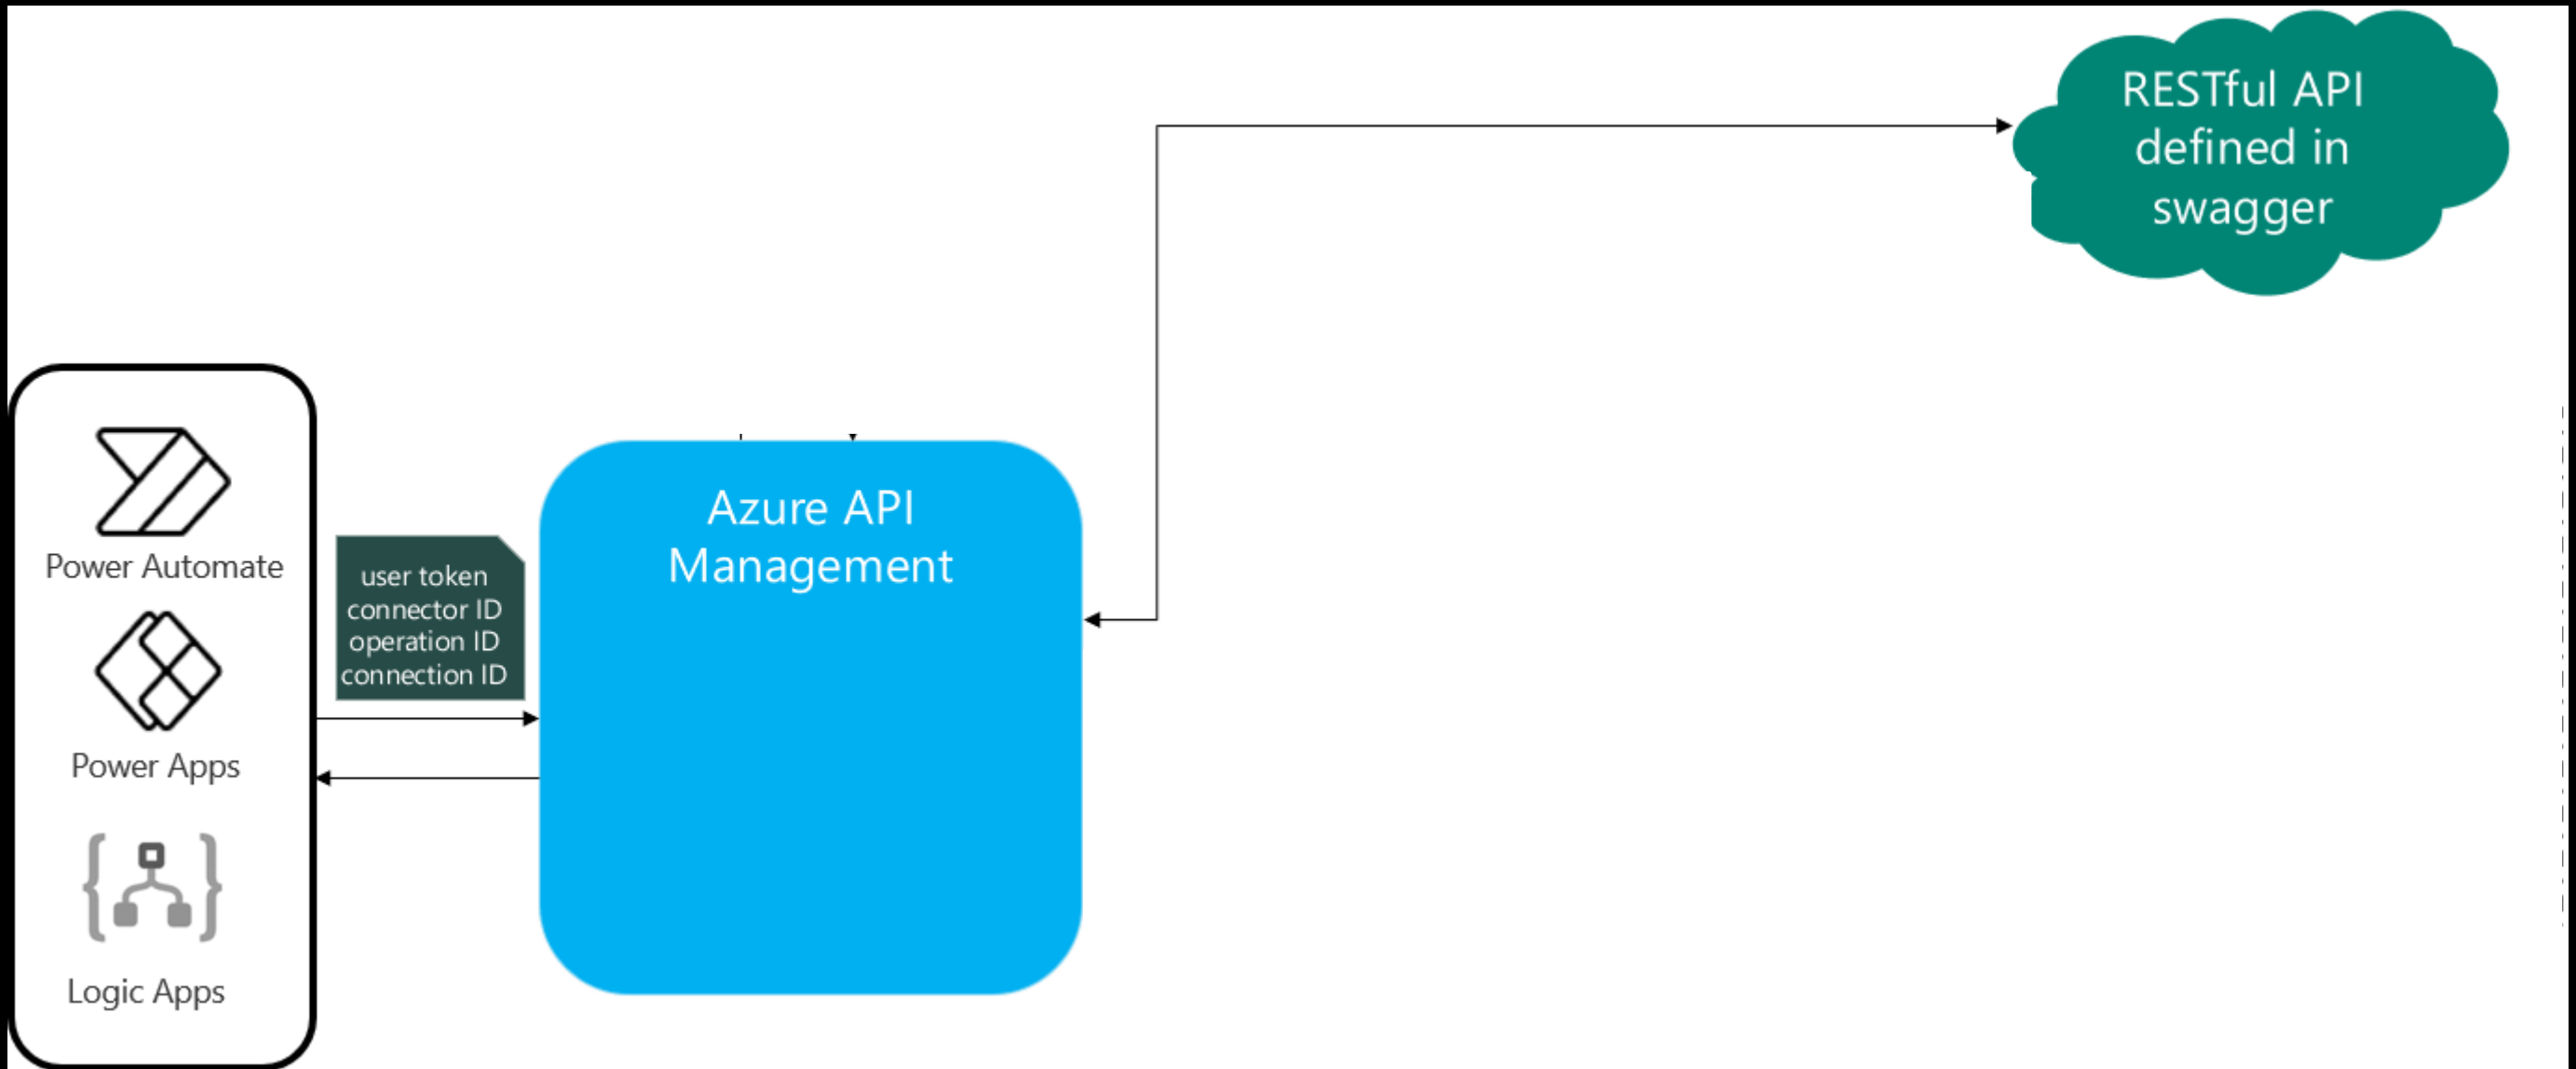 RESTful API
defined in
swagger
Power Automate
Power Apps
Logic Apps
user token
connector ID
operation ID
connection ID
Azure API
Management